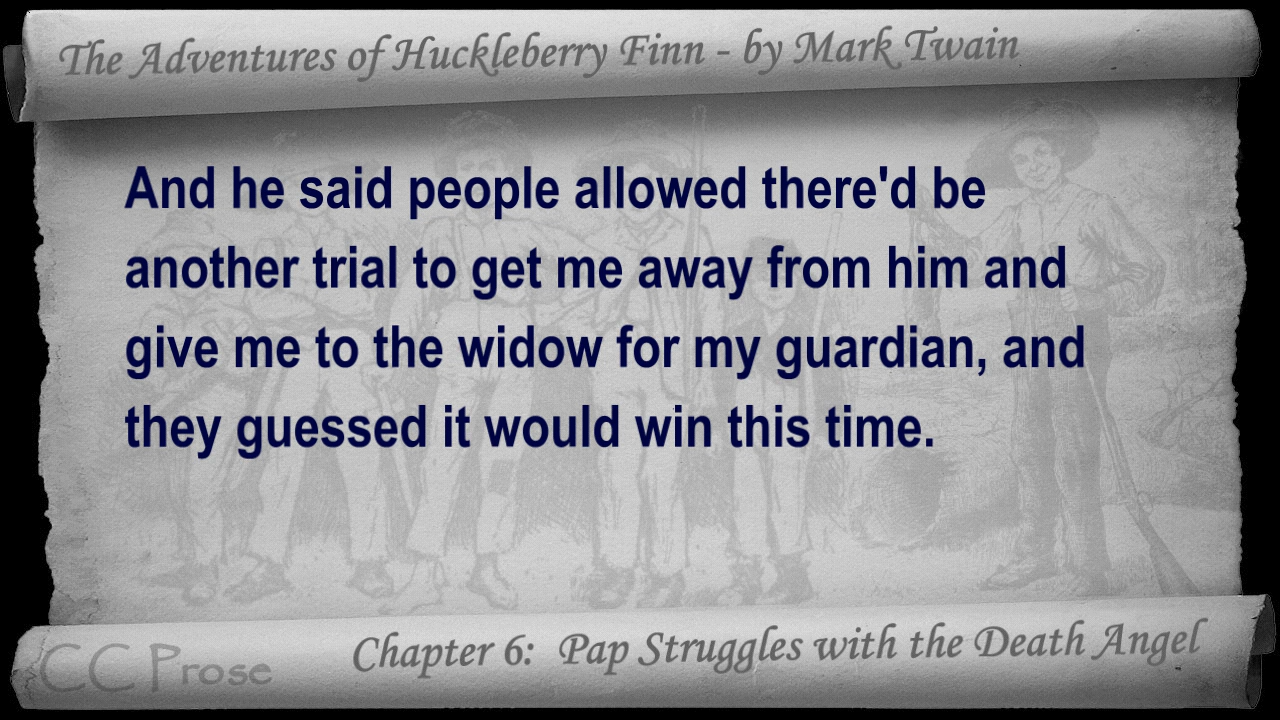 The Adventures of Huckleberry Finn - by Mark Twain
And he said people allowed there'd be
another trial to get me away from him and
give me to the widow for my guardian, and
they guessed it would win this time.
Chapter 6: Pap Struggles with the Death Angel
CC Prose